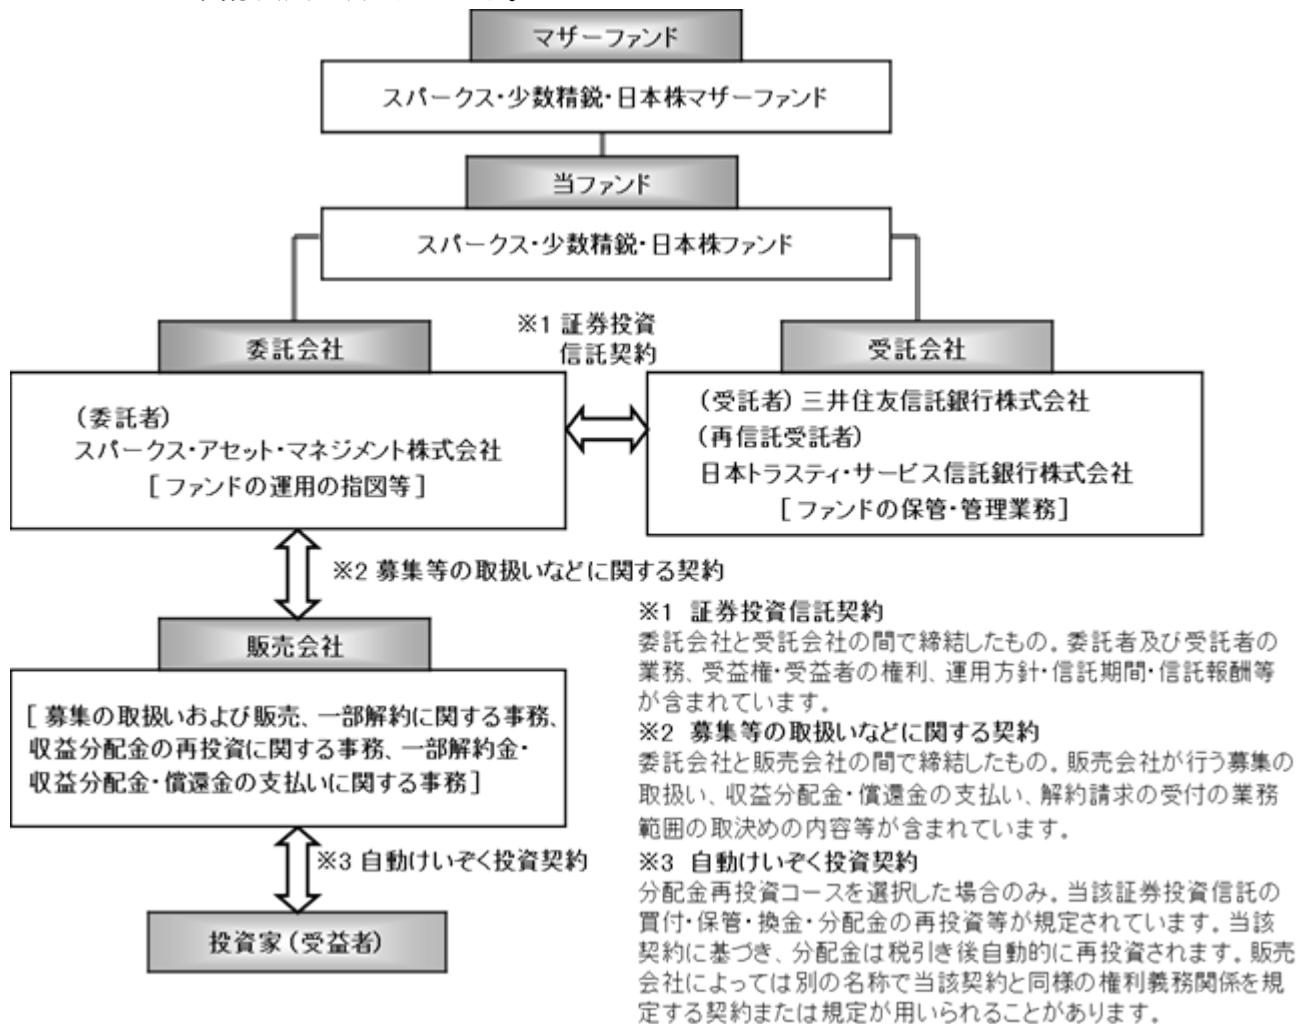 マザーファンド
スパークス・少数精鋭・日本株マザーファンド
当ファンド
スパークス・少数精鋭・日本株ファンド
※1 証券投資
信託契約
委託会社
(委託者)
スパークス・アセット・マネジメント株式会社
[ファンドの運用の指図等]
受託会社
(受託者)三井住友信託銀行株式会社
(再信託受託者)
日本トラスティ・サービス信託銀行株式会社
[ファンドの保管・管理業務]
※2 募集等の取扱いなどに関する契約
販売会社
[募集の取扱いおよび販売、一部解約に関する事務、
収益分配金の再投資に関する事務、一部解約金・
収益分配金・償還金の支払いに関する事務]
※3 自動けいぞく投資契約
投資家(受益者)
※1 証券投資信託契約
委託会社と受託会社の間で締結したもの。委託者及び受託者の
業務、受益権・受益者の権利、運用方針・信託期間・信託報酬等
が含まれています。
※2 募集等の取扱いなどに関する契約
委託会社と販売会社の間で締結したもの。販売会社が行う募集の
取扱い、収益分配金・償還金の支払い、解約請求の受付の業務
範囲の取決めの内容等が含まれています。
※3 自動けいぞく投資契約
分配金再投資コースを選択した場合のみ。当該証券投資信託の
買付・保管・換金・分配金の再投資等が規定されています。当該
契約に基づき、分配金は税引き後自動的に再投資されます。販売
会社によっては別の名称で当該契約と同様の権利義務関係を規
定する契約または規定が用いられることがあります。